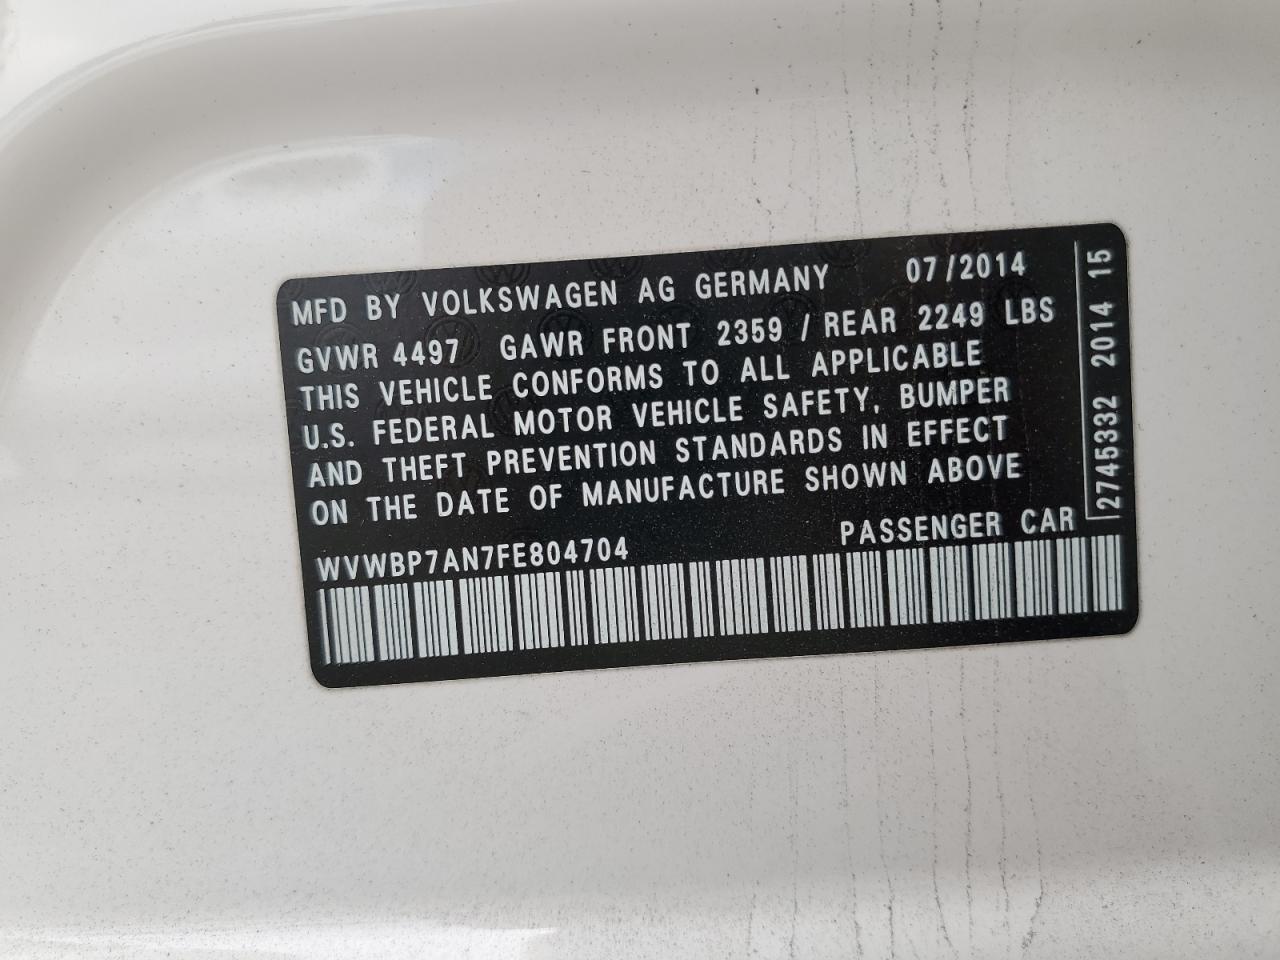 MFD BY VOLKSWAGEN AG GERMANY 07/2014
GVWR 4497 GAWR FRONT 2359 / REAR 2249 LBS
THIS VEHICLE CONFORMS TO ALL APPLICABLE
U.S. FEDERAL MOTOR VEHICLE SAFETY, BUMPER
AND THEFT PREVENTION STANDARDS IN EFFECT
ON THE DATE OF MANUFACTURE SHOWN ABOVE
PASSENGER CAR
WVWBP7AN7FE804704
2745332 2014 15